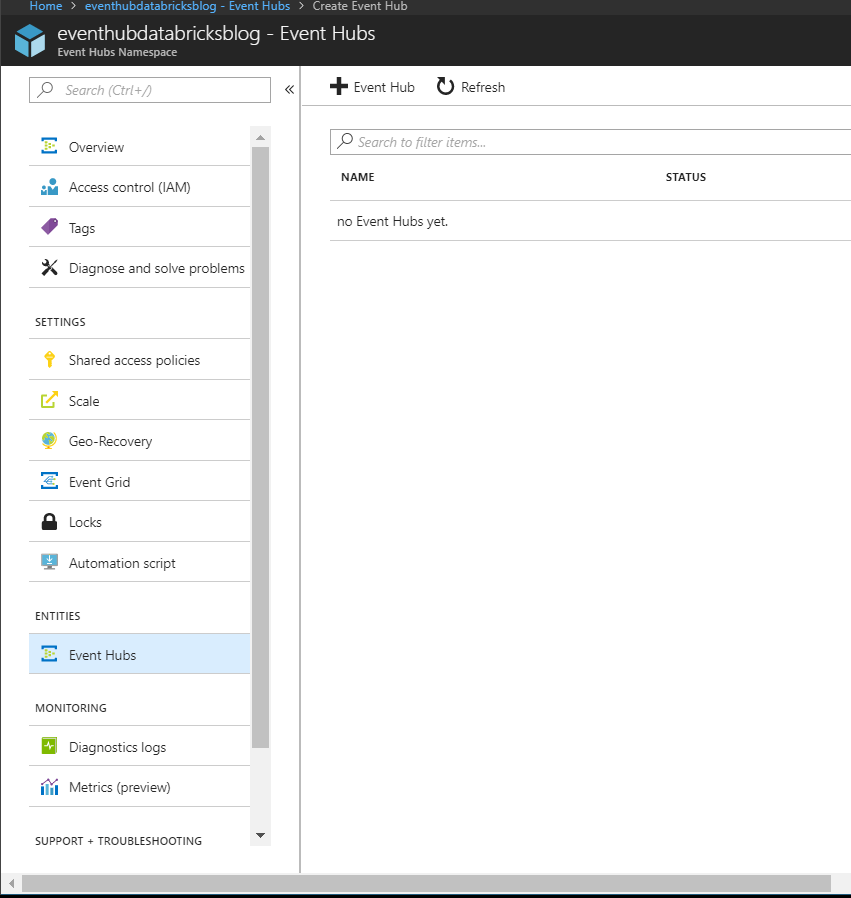 Home > eventhubdatabricksblog - Event Hubs > Create Event Hub
eventhubdatabricksblog - Event Hubs
Event Hubs Namespace
Search (Ctrl+/)
«
Overview
Access control (IAM)
Tags
Diagnose and solve problems
SETTINGS
Shared access policies
Scale
Geo-Recovery
Event Grid
Locks
Automation script
ENTITIES
Event Hubs
MONITORING
Diagnostics logs
Metrics (preview)
SUPPORT + TROUBLESHOOTING
Event Hub Refresh
Search to filter items...
NAME STATUS
no Event Hubs yet.